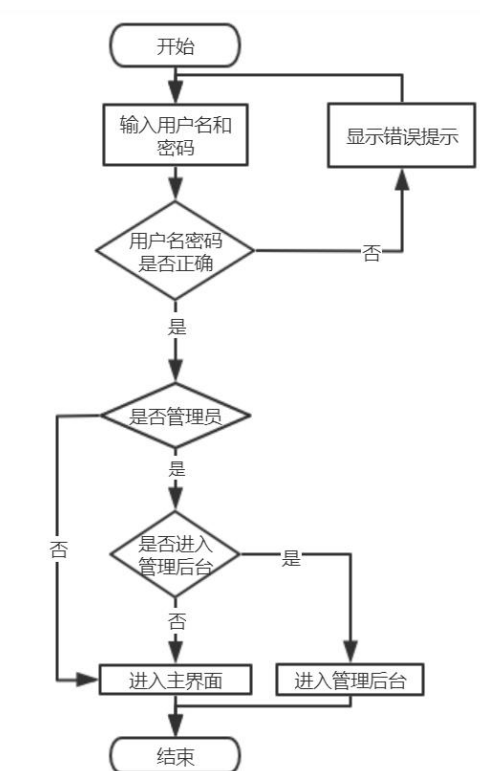 开始
输入用户名和
密码
显示错误提示
用户名密码
是否正确
否
是
是否管理员
是
否
是否进入
管理后台
是
否
进入主界面
进入管理后台
结束